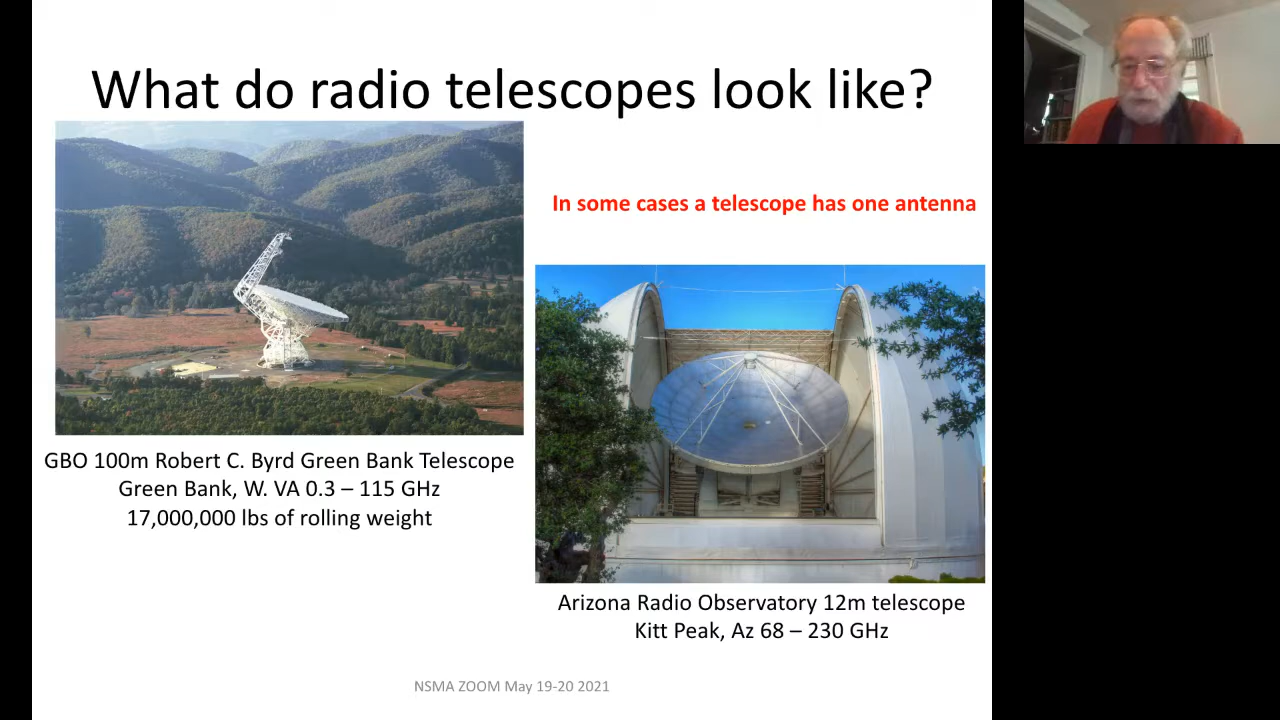 What do radio telescopes look like?
In some cases a telescope has one antenna
GBO 100m Robert C. Byrd Green Bank Telescope
Green Bank, W. VA 0.3 – 115 GHz
17,000,000 lbs of rolling weight
Arizona Radio Observatory 12m telescope
Kitt Peak, Az 68 – 230 GHz
NSMA ZOOM May 19-20 2021